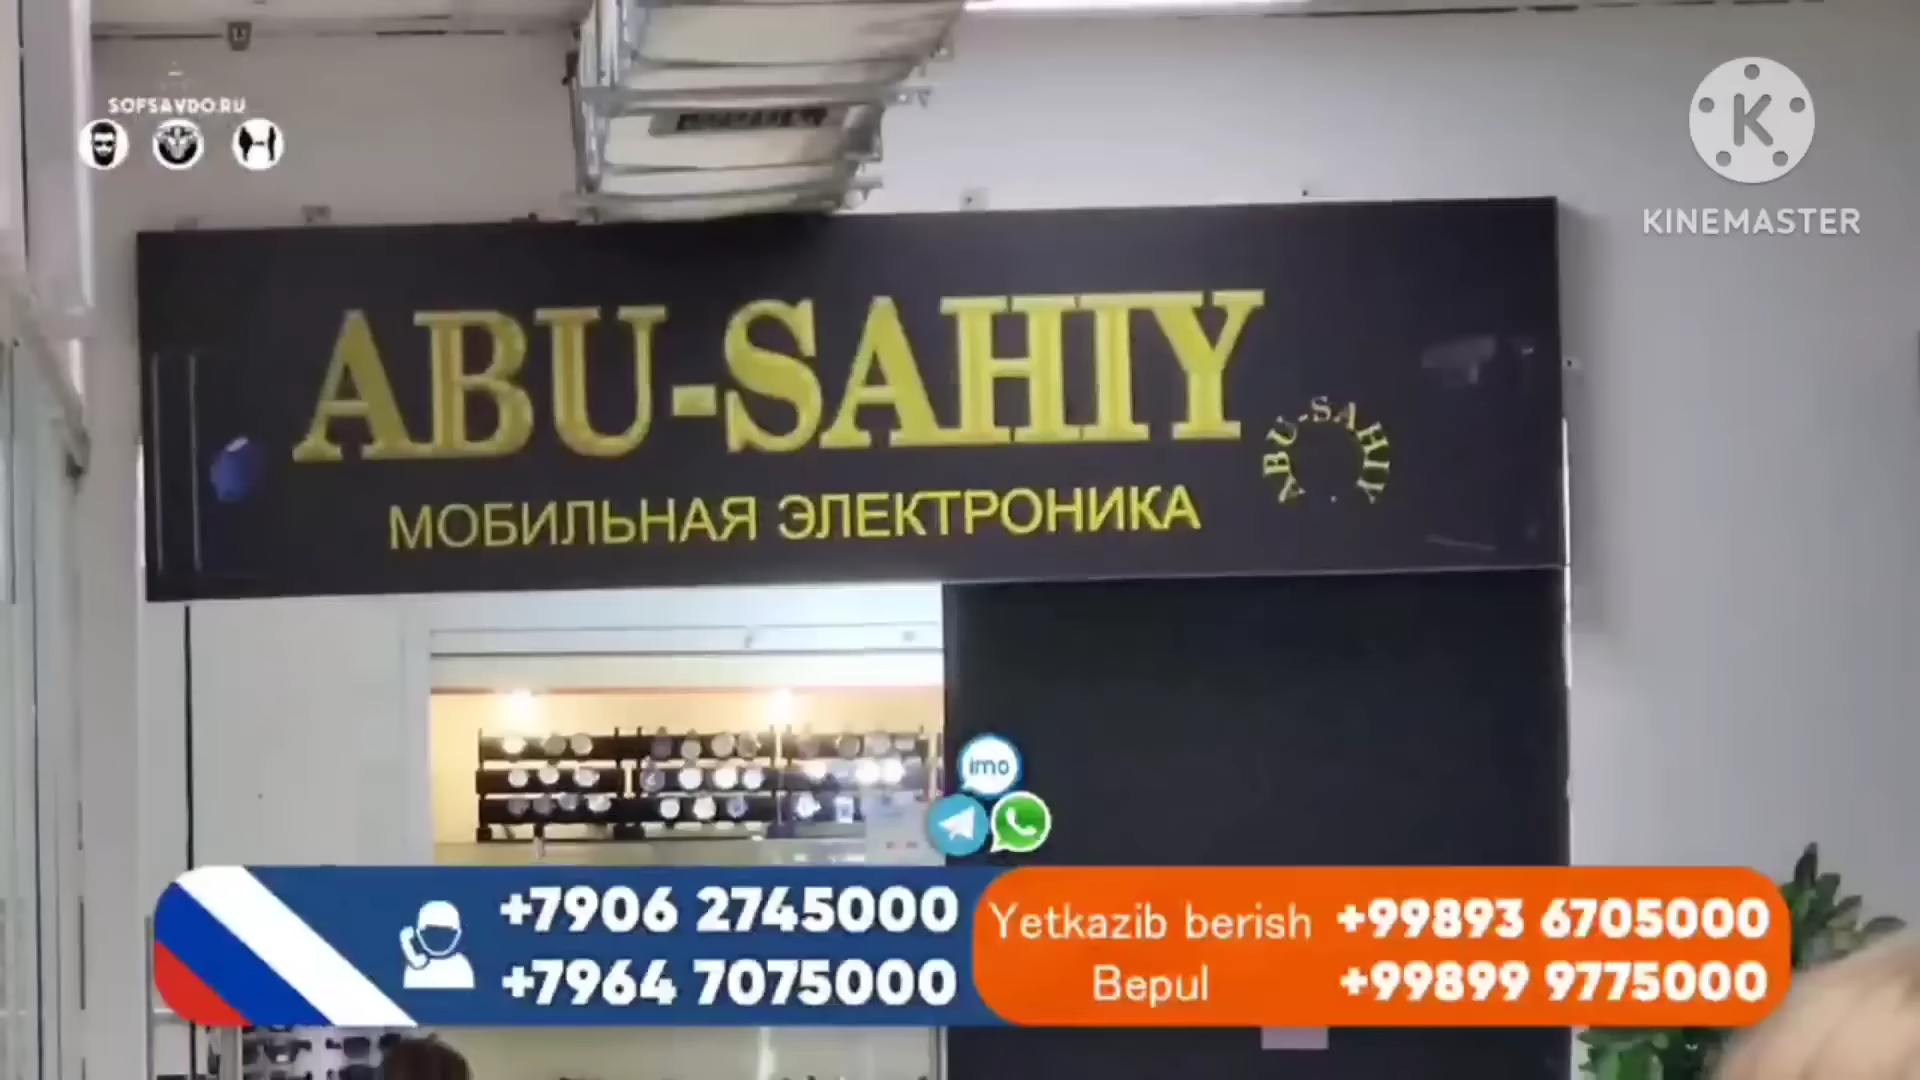 SOFSAVDO.RU
K
KINEMASTER
ABU-SAHIY
ABU-SAHIY
МОБИЛЬНАЯ ЭЛЕКТРОНИКА
imo
+7906 2745000
+7964 7075000
Yetkazib berish
Bepul
+99893 6705000
+99899 9775000